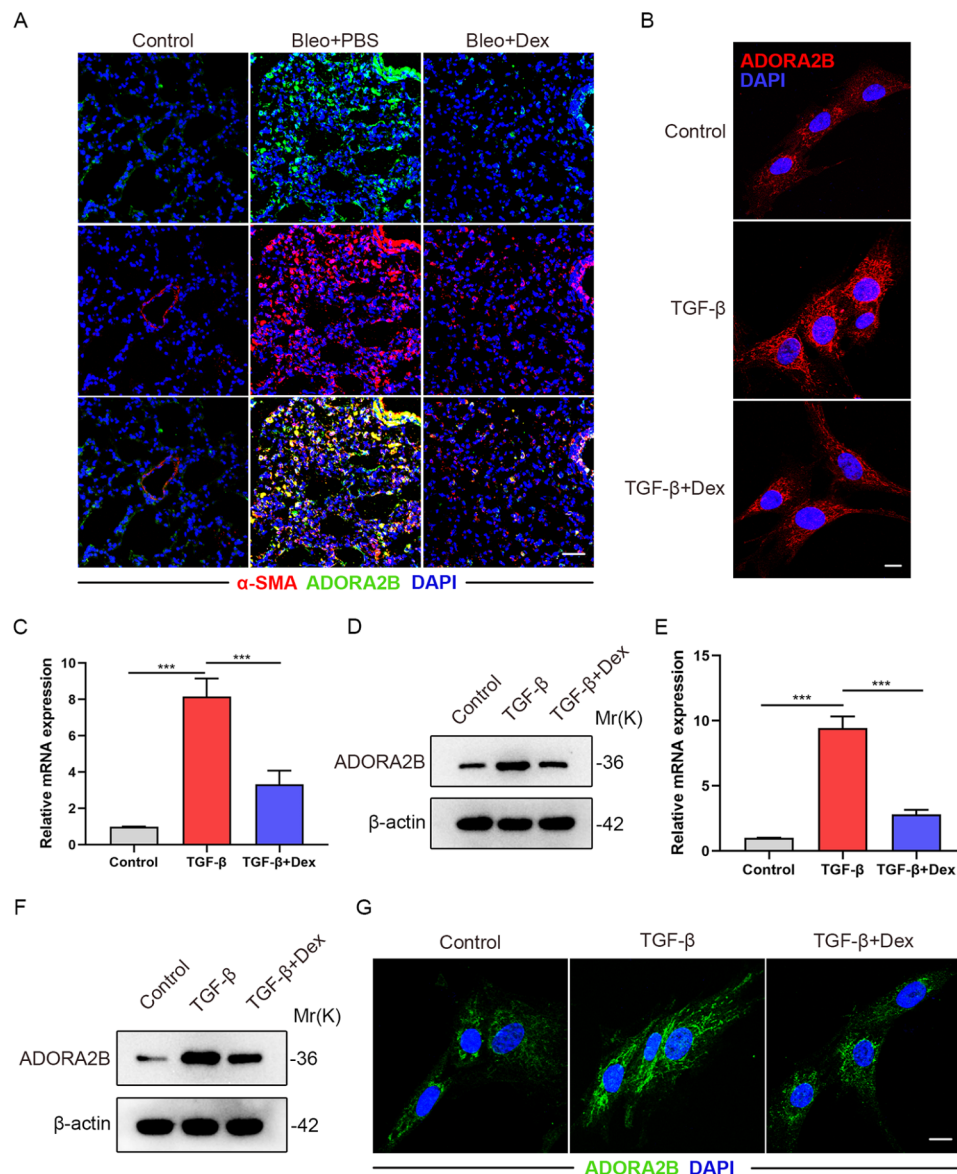 A
Control Bleo+PBS Bleo+Dex
α-SMA ADORA2B DAPI
B
ADORA2B
DAPI
Control
TGF-β
TGF-β+Dex
C
Relative mRNA expression
10
8
6
4
2
0
***
***
Control TGF-β TGF-β+Dex
D
Control TGF-β TGF-β+Dex
Mr(K)
ADORA2B -36
β-actin -42
E
Relative mRNA expression
15
10
5
0
***
***
Control TGF-β TGF-β+Dex
F
Control TGF-β TGF-β+Dex
Mr(K)
ADORA2B -36
β-actin -42
G
Control TGF-β TGF-β+Dex
ADORA2B DAPI